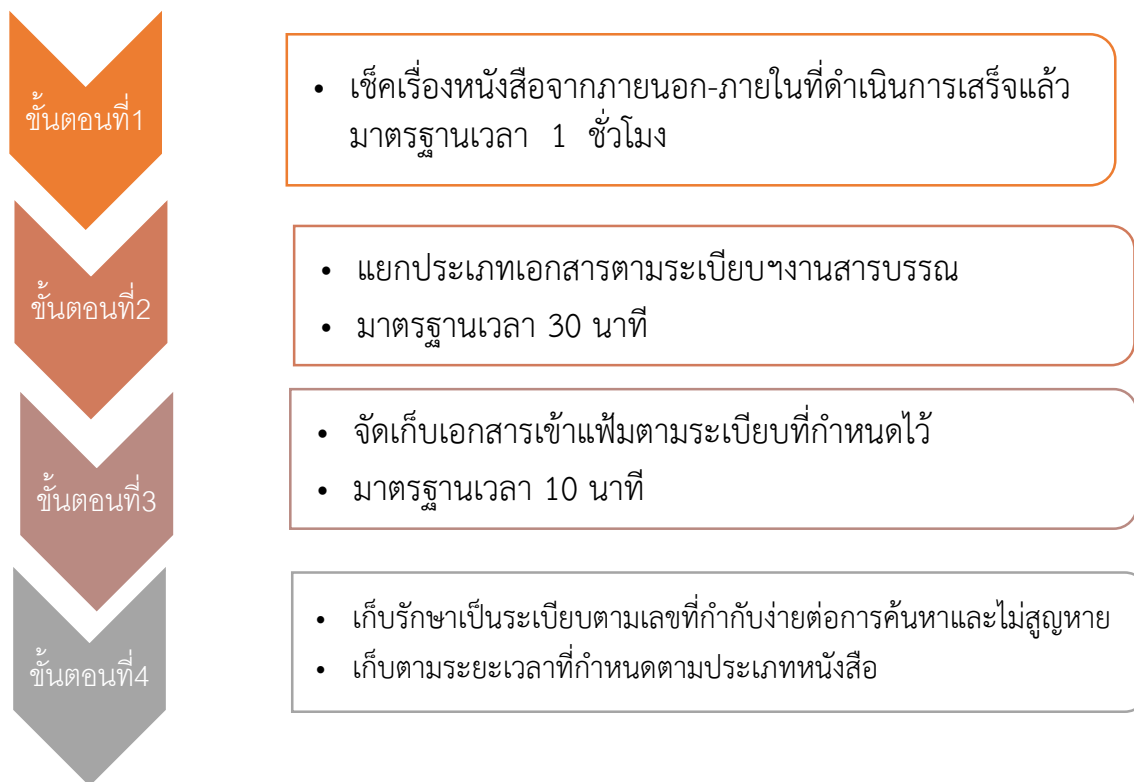 ขั้นตอนที่1
• เช็คเรื่องหนังสือจากภายนอก-ภายในที่ดำเนินการเสร็จแล้ว
มาตรฐานเวลา 1 ชั่วโมง
ขั้นตอนที่2
• แยกประเภทเอกสารตามระเบียบฯงานสารบรรณ
• มาตรฐานเวลา 30 นาที
ขั้นตอนที่3
• จัดเก็บเอกสารเข้าแฟ้มตามระเบียบที่กำหนดไว้
• มาตรฐานเวลา 10 นาที
ขั้นตอนที่4
• เก็บรักษาเป็นระเบียบตามเลขที่กำกับง่ายต่อการค้นหาและไม่สูญหาย
• เก็บตามระยะเวลาที่กำหนดตามประเภทหนังสือ